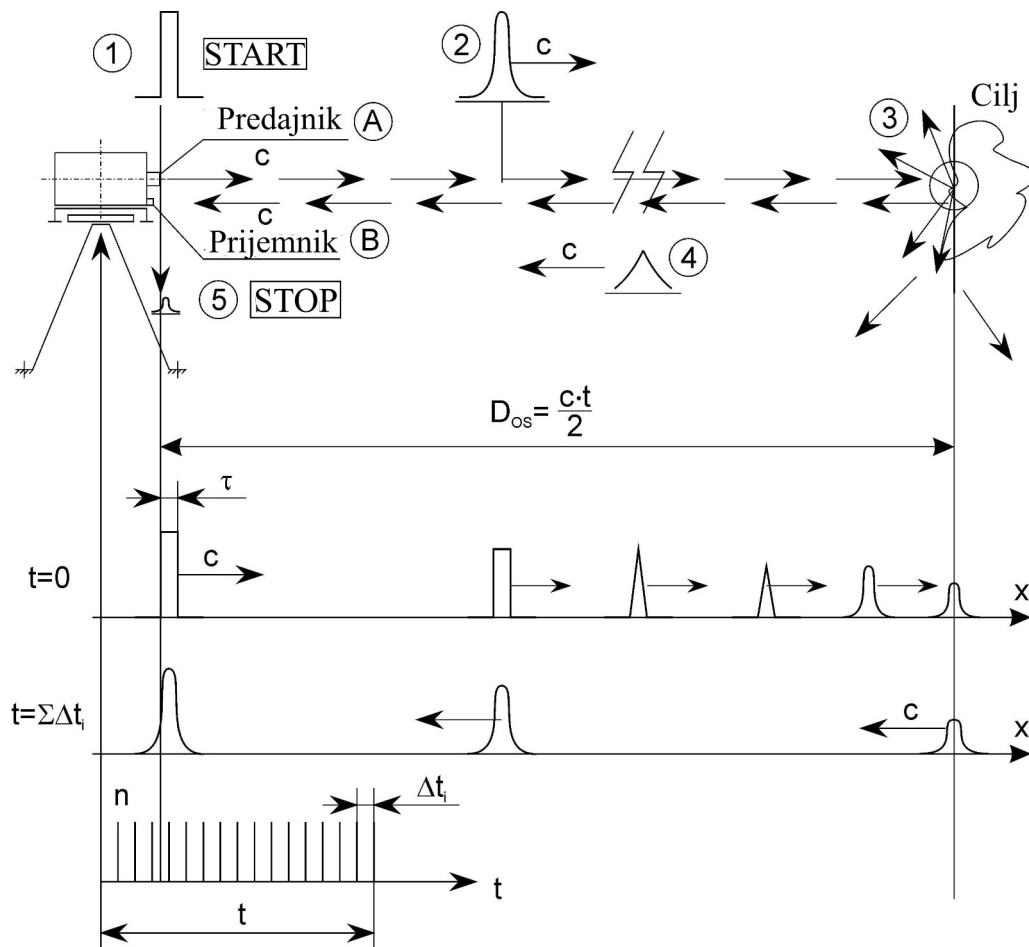 ① START
② c
③ Cilj
Predajnik Ⓐ
c
c
Prijemnik Ⓑ
c ④
⑤ STOP
D_os = c·t/2
τ
t=0 c x
t=ΣΔt_i c x
n Δt_i
t
t